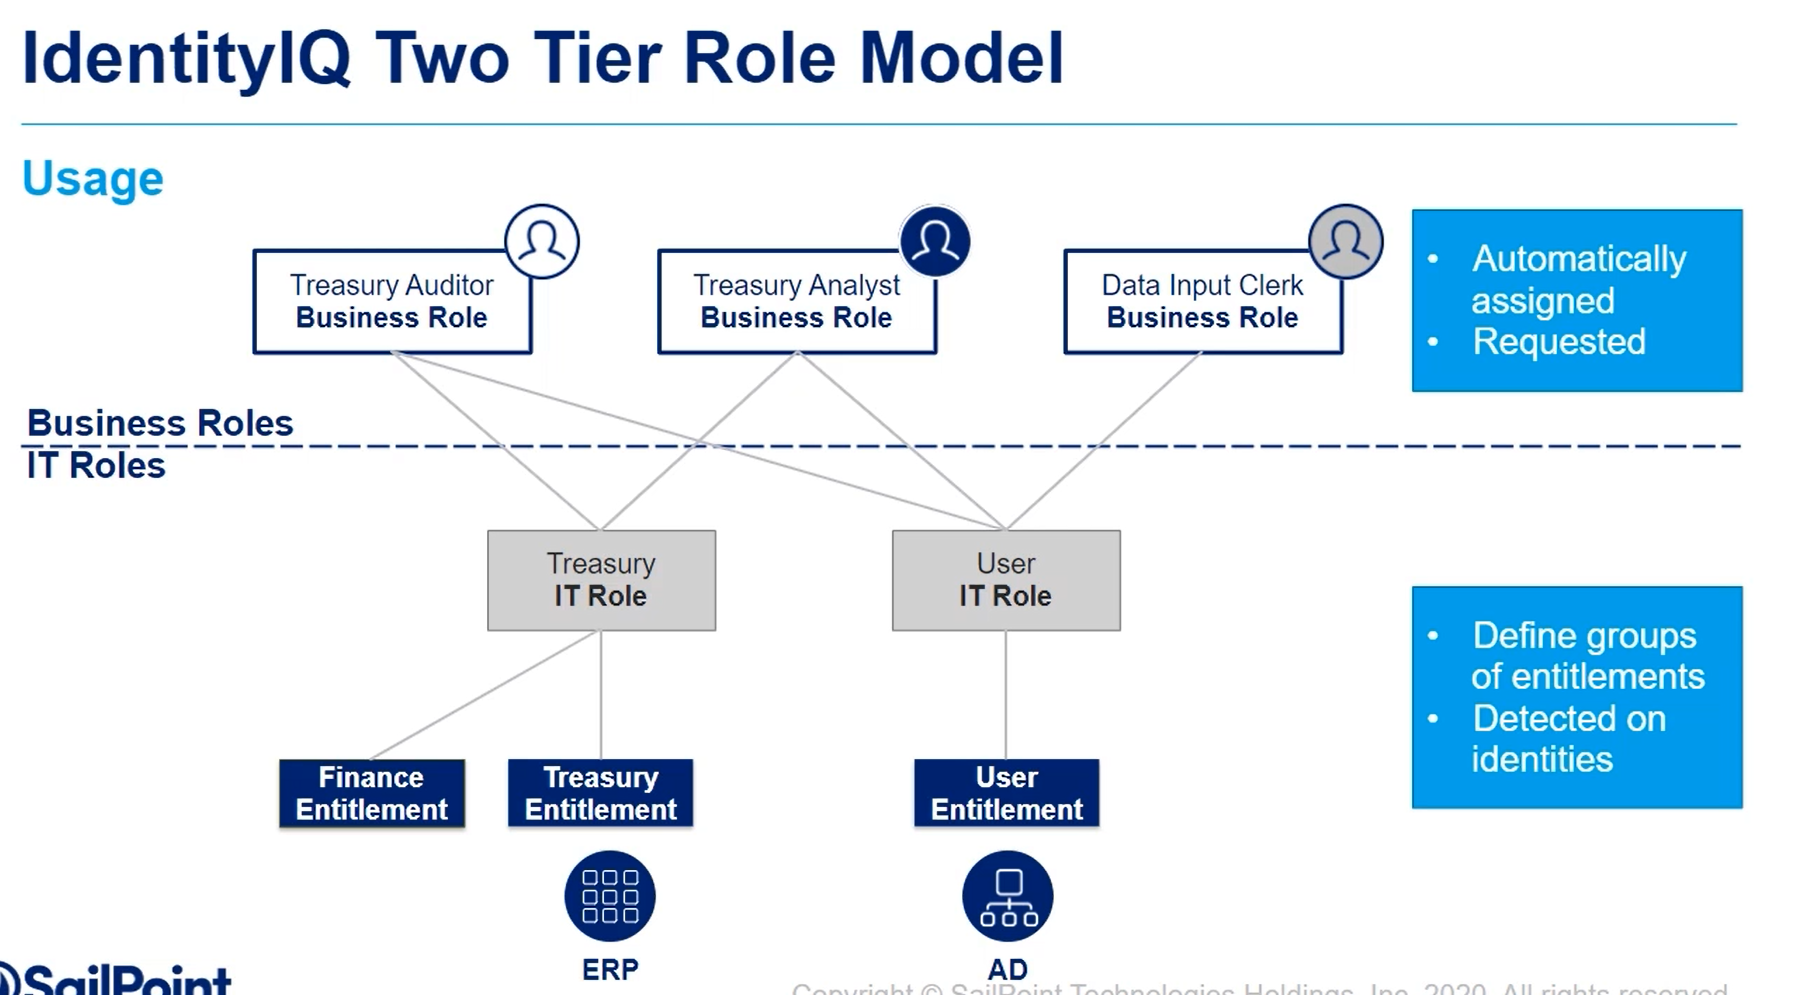 IdentityIQ Two Tier Role Model
Usage
Treasury Auditor
Business Role
Treasury Analyst
Business Role
Data Input Clerk
Business Role
• Automatically
assigned
• Requested
Business Roles
IT Roles
Treasury
IT Role
User
IT Role
• Define groups
of entitlements
• Detected on
identities
Finance
Entitlement
Treasury
Entitlement
User
Entitlement
ERP
AD
SailPoint
Copyright © SailPoint Technologies Holdings, Inc. 2020. All rights reserved.